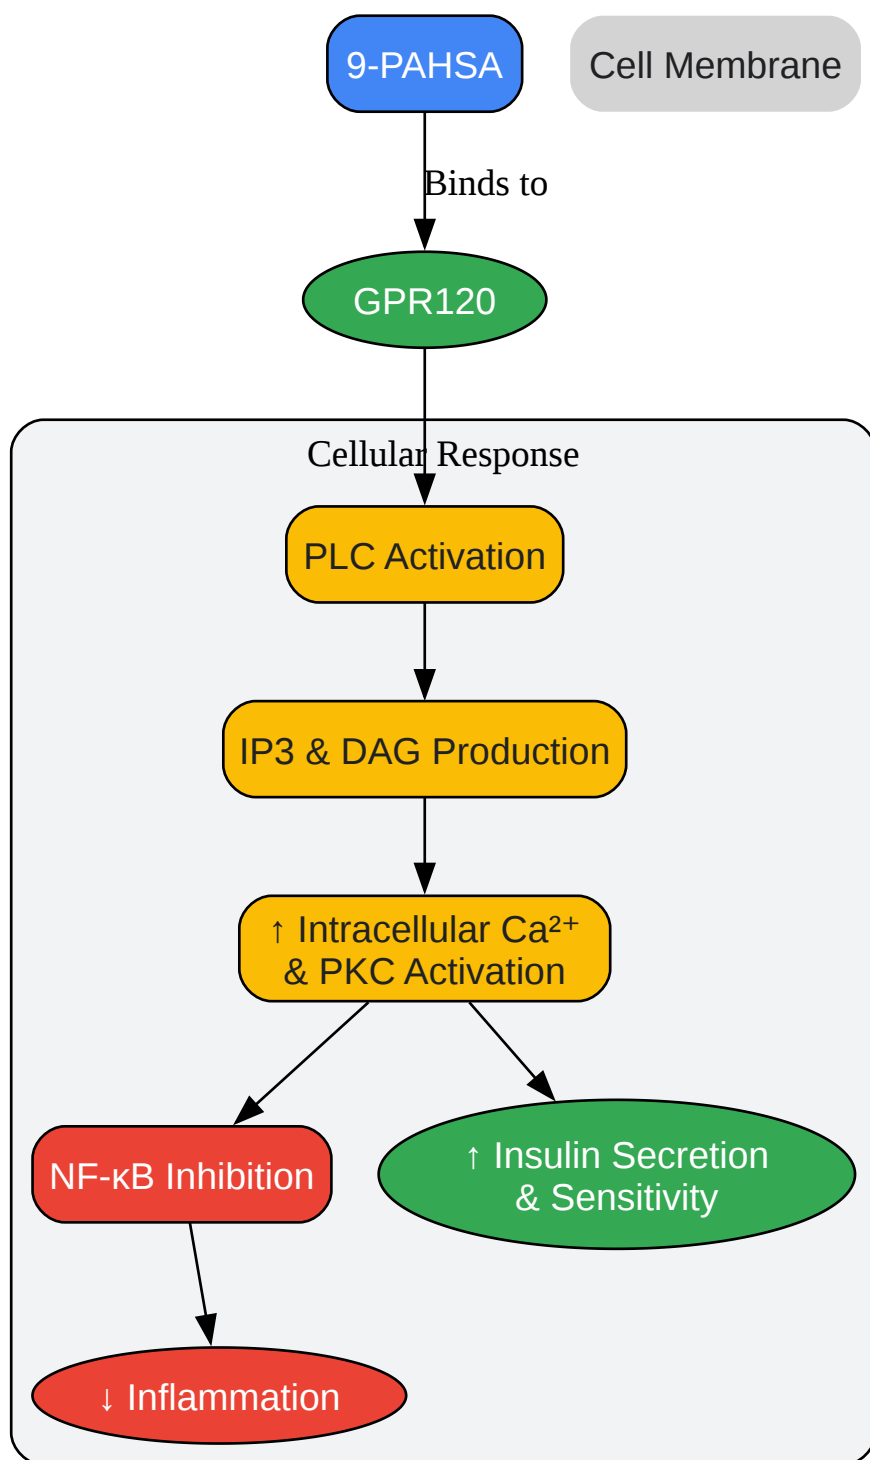 9-PAHSA
Cell Membrane
Binds to
GPR120
Cellular Response
PLC Activation
IP3 & DAG Production
↑ Intracellular Ca²⁺
& PKC Activation
NF-κB Inhibition
↑ Insulin Secretion
& Sensitivity
↓ Inflammation